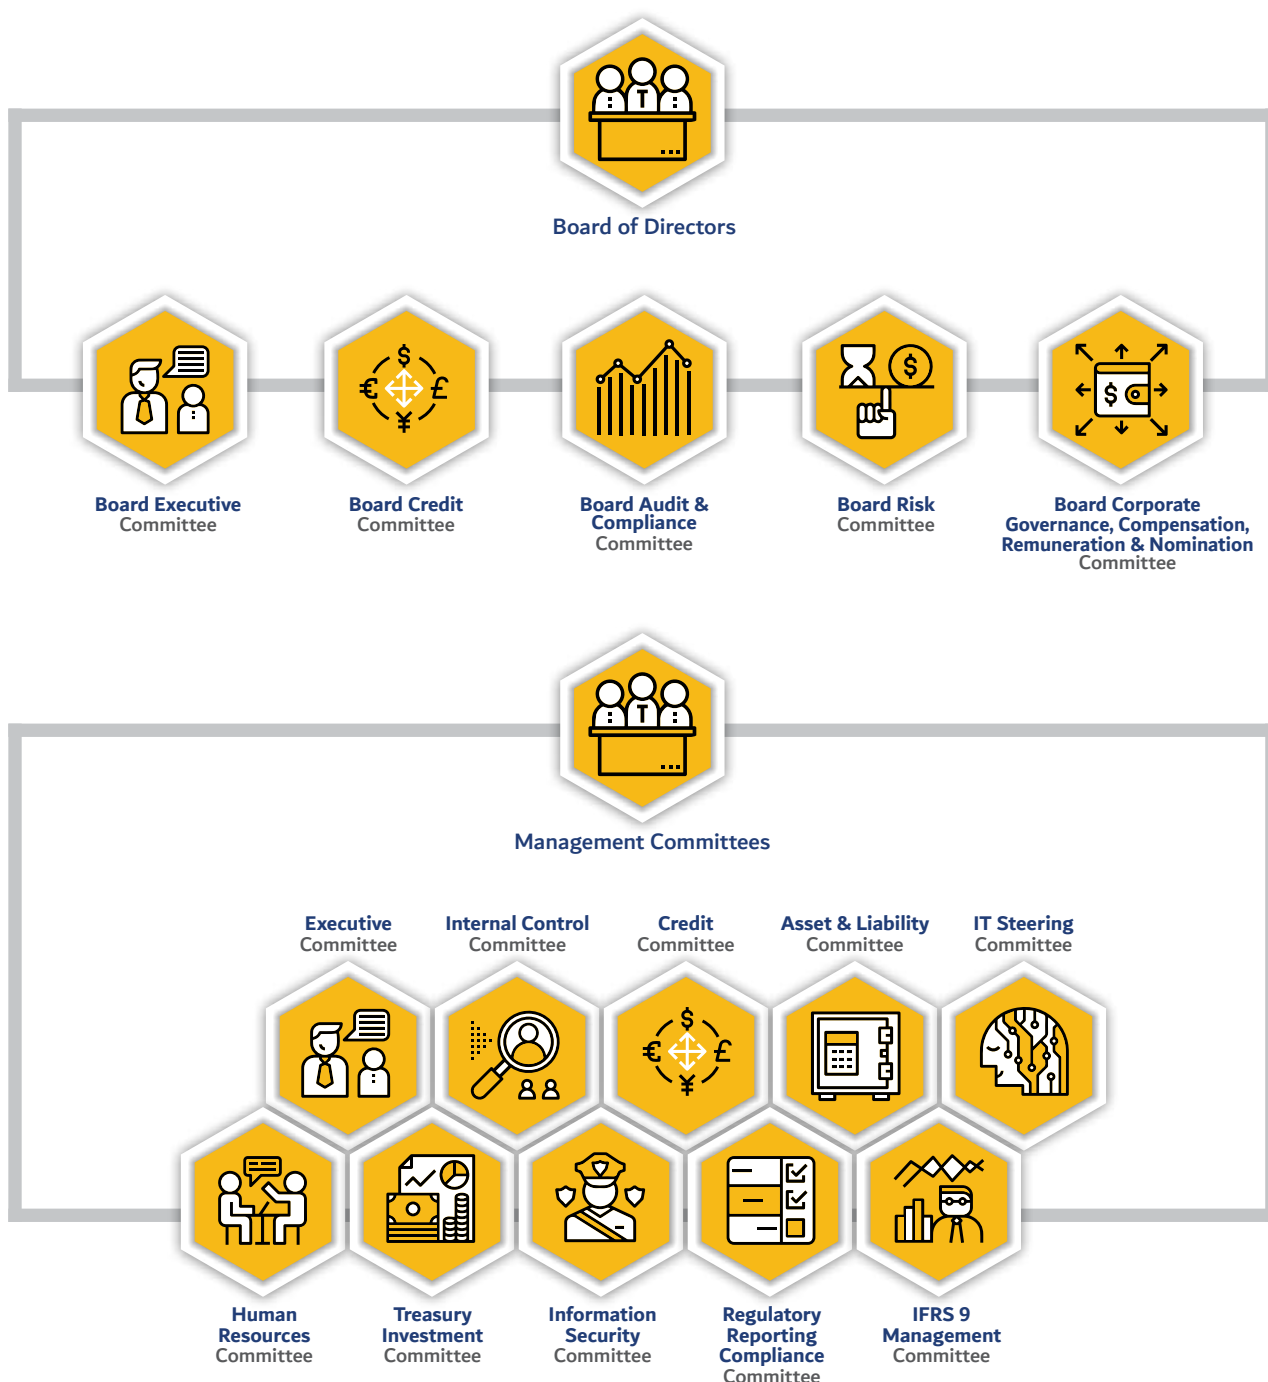 Board of Directors
Board Executive
Committee
Board Credit
Committee
Board Audit &
Compliance
Committee
Board Risk
Committee
Board Corporate
Governance, Compensation,
Remuneration & Nomination
Committee
Management Committees
Executive
Committee
Internal Control
Committee
Credit
Committee
Asset & Liability
Committee
IT Steering
Committee
Human
Resources
Committee
Treasury
Investment
Committee
Information
Security
Committee
Regulatory
Reporting
Compliance
Committee
IFRS 9
Management
Committee